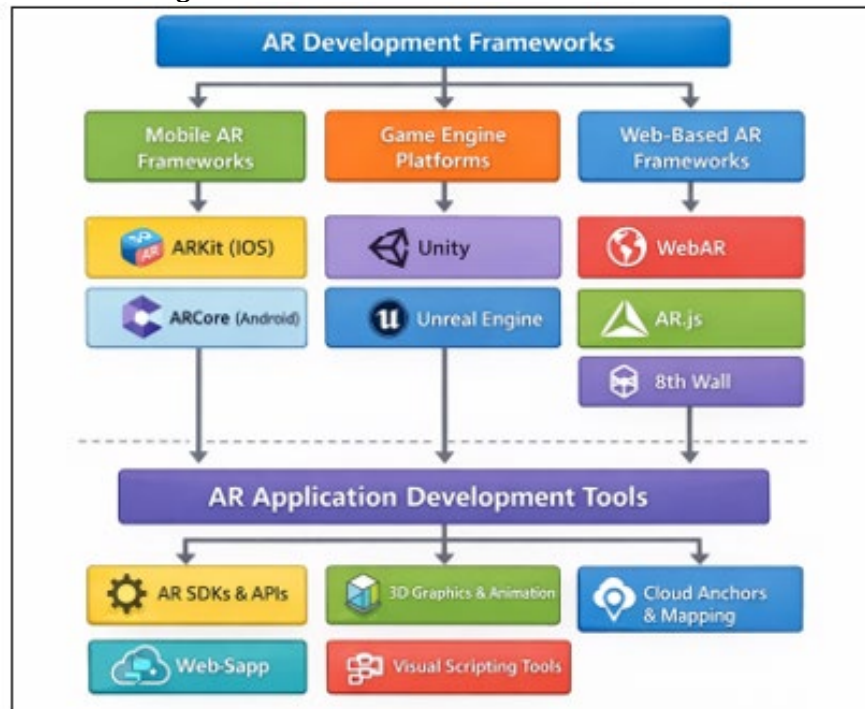 AR Development Frameworks
Mobile AR
Frameworks
Game Engine
Platforms
Web-Based AR
Frameworks
AR
ARKit (IOS)
Unity
WebAR
ARCore (Android)
Unreal Engine
AR.js
8th Wall
AR Application Development Tools
AR SDKs & APIs
3D Graphics & Animation
Cloud Anchors
& Mapping
Web-Sapp
Visual Scripting Tools